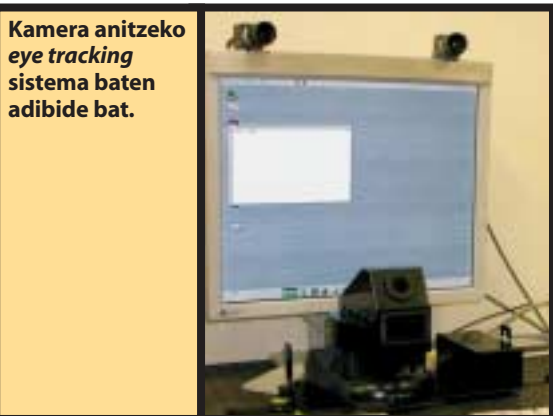 Kamera anitzeko
eye tracking
sistema baten
adibide bat.